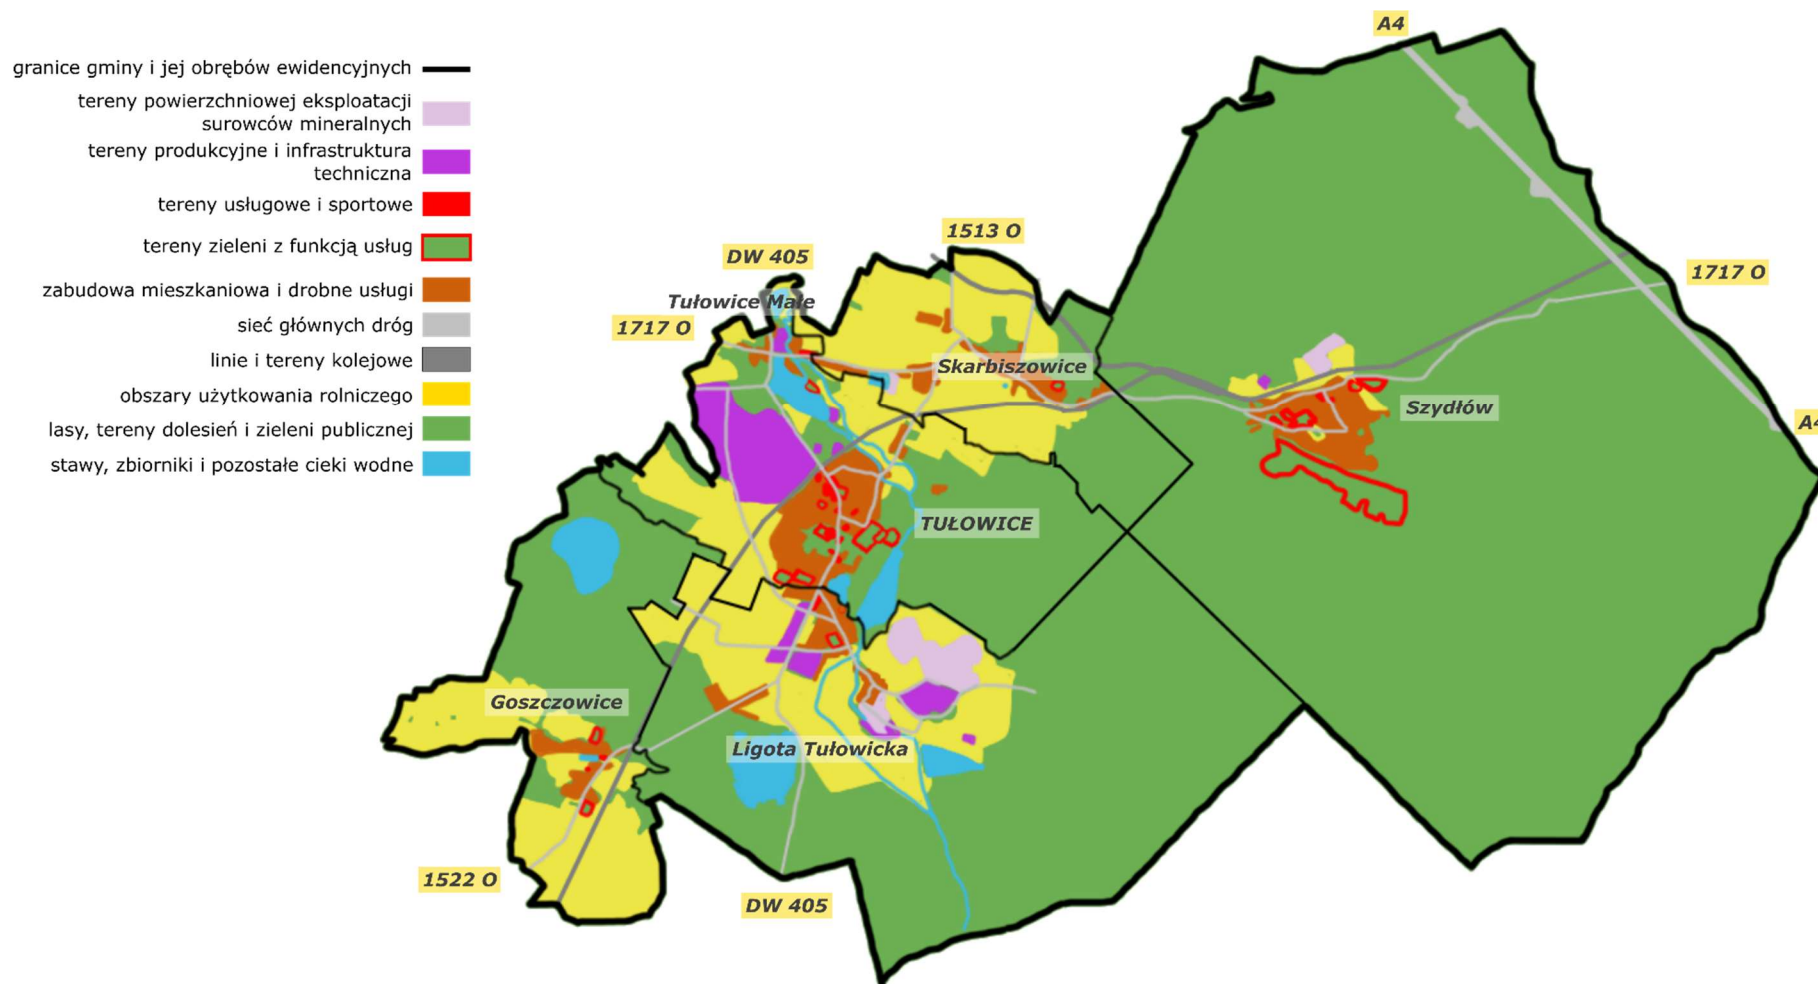 granice gminy i jej obrębów ewidencyjnych
tereny powierzchniowej eksploatacji
surowców mineralnych
tereny produkcyjne i infrastruktura
techniczna
tereny usługowe i sportowe
tereny zieleni z funkcją usług
zabudowa mieszkaniowa i drobne usługi
sieć głównych dróg
linie i tereny kolejowe
obszary użytkowania rolniczego
lasy, tereny dolesień i zieleni publicznej
stawy, zbiorniki i pozostałe cieki wodne
A4
1513 O
DW 405
1717 O
Tułowice Małe
1717 O
Skarbiszowice
Szydłów
A4
TUŁOWICE
Goszczowice
Ligota Tułowicka
1522 O
DW 405